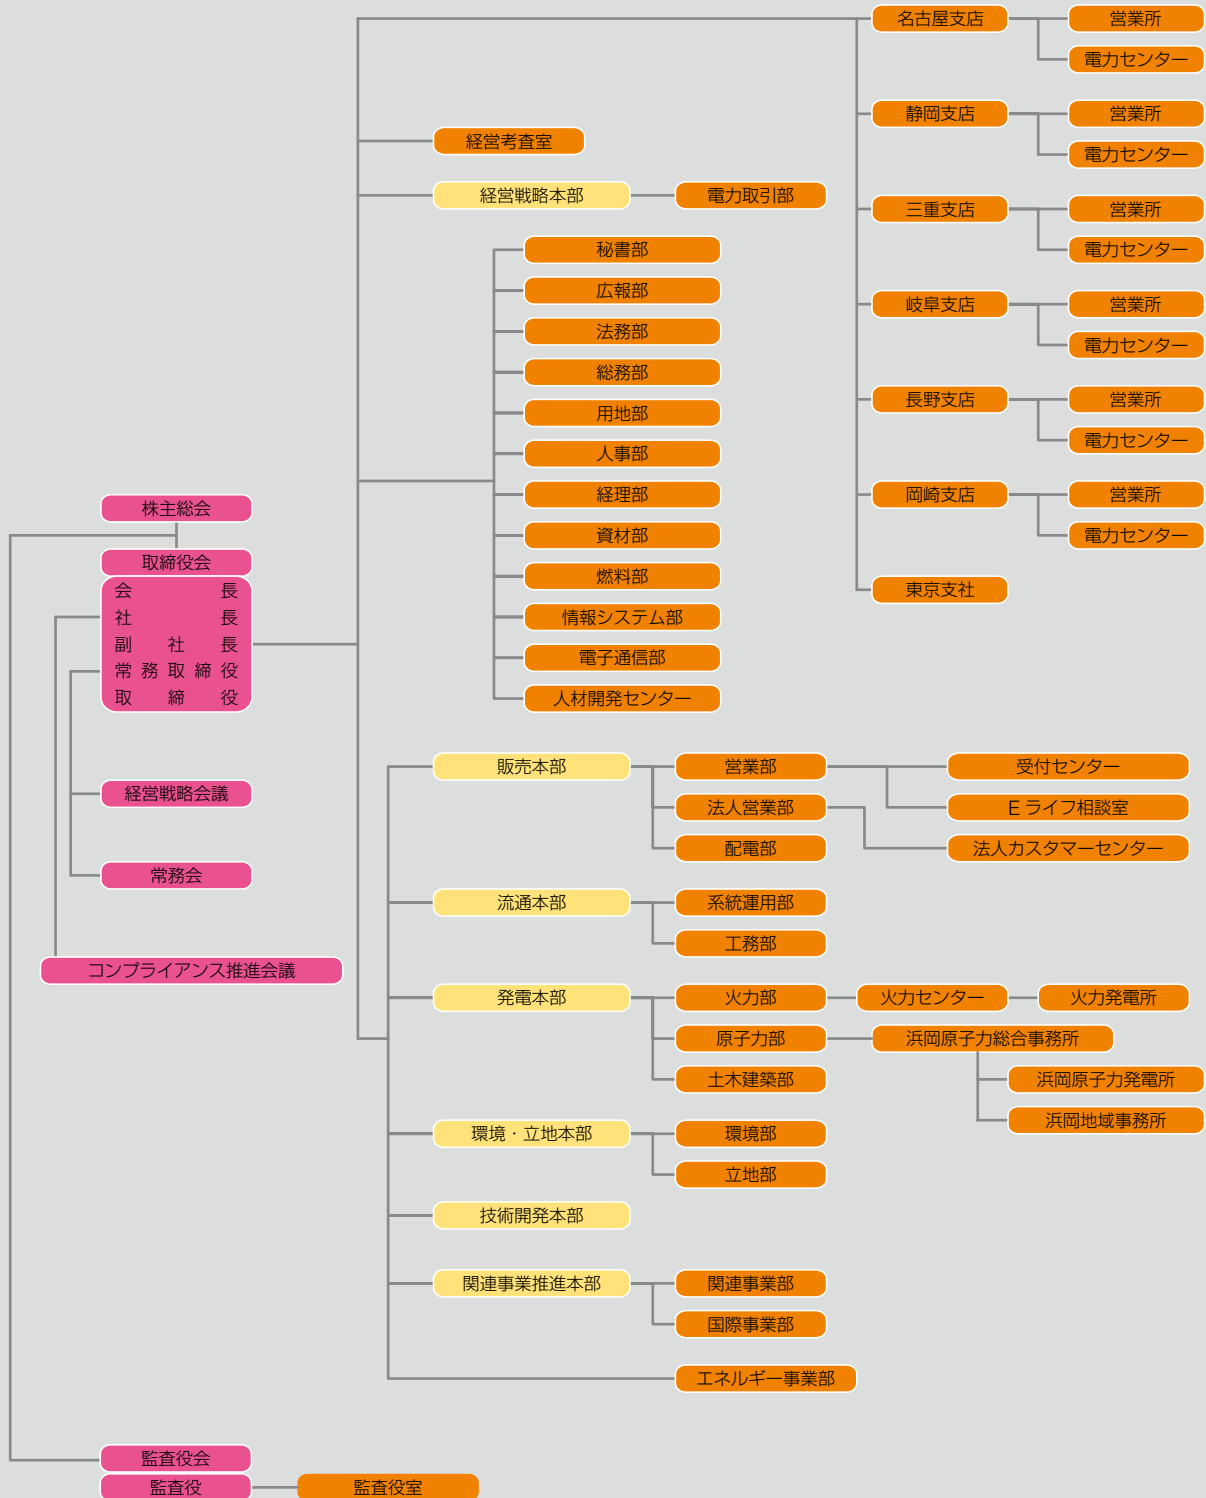 名古屋支店
営業所
電力センター
静岡支店
営業所
電力センター
三重支店
営業所
電力センター
岐阜支店
営業所
電力センター
長野支店
営業所
電力センター
岡崎支店
営業所
電力センター
東京支社
経営考査室
経営戦略本部
電力取引部
秘書部
広報部
法務部
総務部
用地部
人事部
経理部
資材部
燃料部
情報システム部
電子通信部
人材開発センター
株主総会
取締役会
会長
社長
副社長
常務取締役
取締役
経営戦略会議
常務会
コンプライアンス推進会議
販売本部
営業部
受付センター
Eライフ相談室
法人営業部
法人カスタマーセンター
配電部
流通本部
系統運用部
工務部
発電本部
火力部
火力センター
火力発電所
原子力部
浜岡原子力総合事務所
浜岡原子力発電所
浜岡地域事務所
土木建築部
環境・立地本部
環境部
立地部
技術開発本部
関連事業推進本部
関連事業部
国際事業部
エネルギー事業部
監査役会
監査役
監査役室